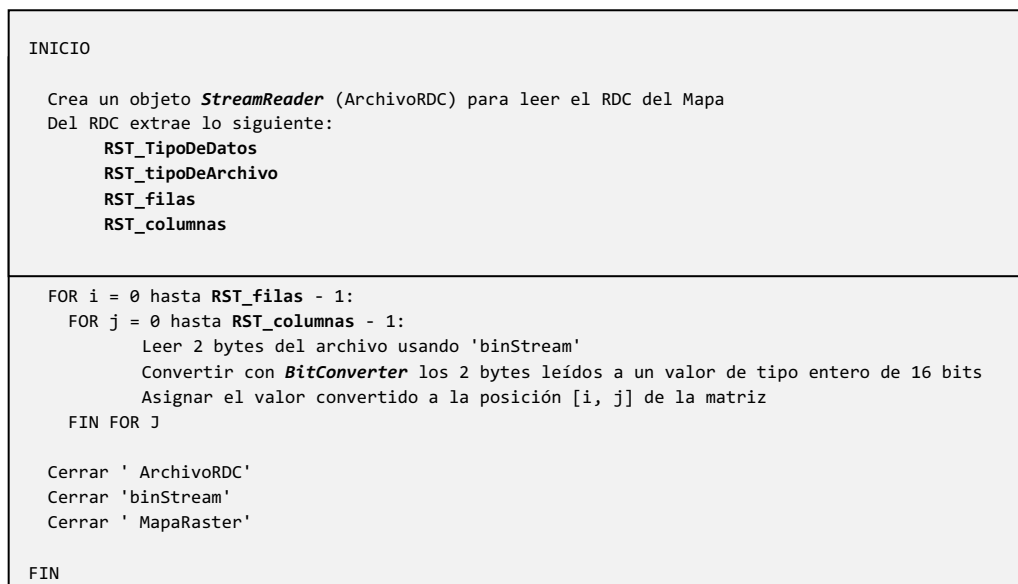 INICIO
Crea un objeto StreamReader (ArchivoRDC) para leer el RDC del Mapa
Del RDC extrae lo siguiente:
RST_TipoDeDatos
RST_tipoDeArchivo
RST_filas
RST_columnas
FOR i = 0 hasta RST_filas - 1:
FOR j = 0 hasta RST_columnas - 1:
Leer 2 bytes del archivo usando 'binStream'
Convertir con BitConverter los 2 bytes leídos a un valor de tipo entero de 16 bits
Asignar el valor convertido a la posición [i, j] de la matriz
FIN FOR J
Cerrar ' ArchivoRDC'
Cerrar 'binStream'
Cerrar ' MapaRaster'
FIN